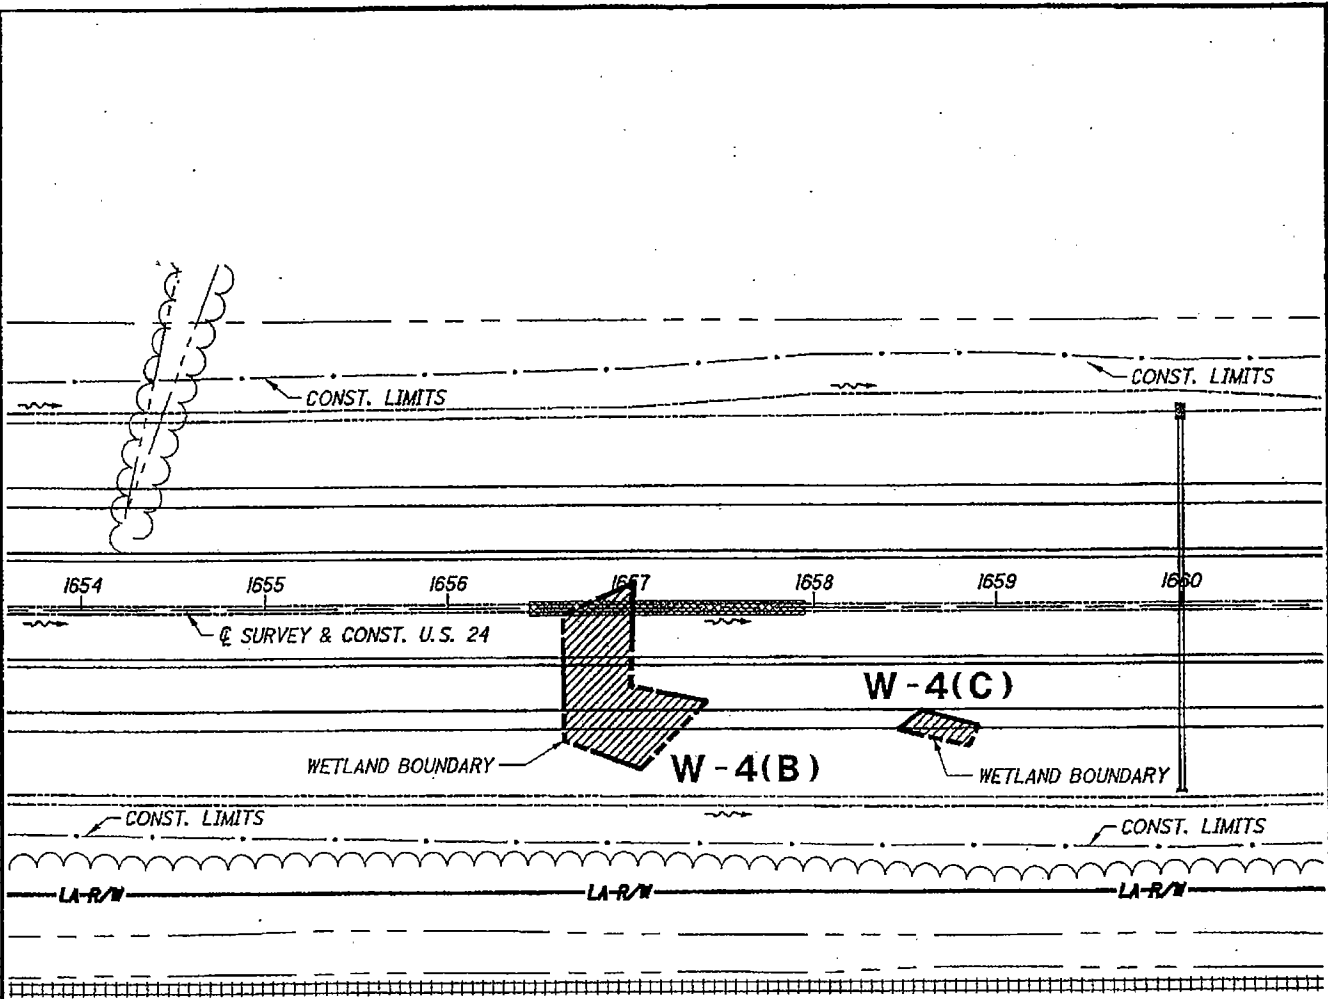 CONST. LIMITS
CONST. LIMITS
1654 1655 1656 1657 1658 1659 1660
℄ SURVEY & CONST. U.S. 24
W-4(C)
WETLAND BOUNDARY
W-4(B)
WETLAND BOUNDARY
CONST. LIMITS
CONST. LIMITS
LA-R/W LA-R/W LA-R/W